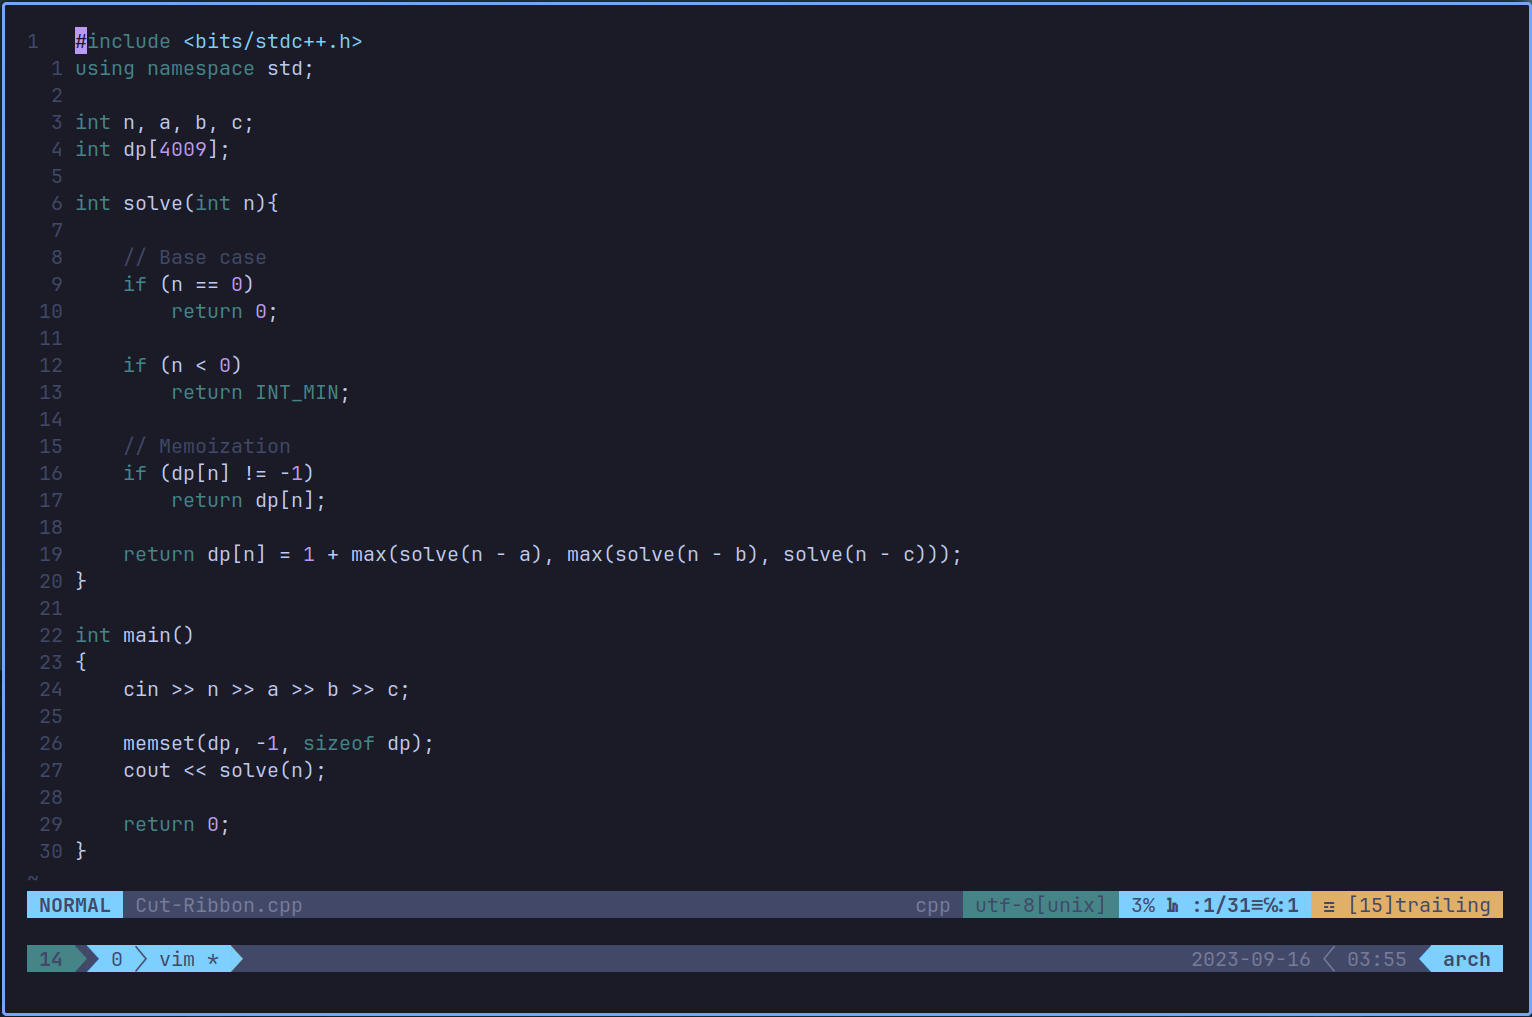 1   #include <bits/stdc++.h>
  1 using namespace std;
  2
  3 int n, a, b, c;
  4 int dp[4009];
  5
  6 int solve(int n){
  7
  8     // Base case
  9     if (n == 0)
 10         return 0;
 11
 12     if (n < 0)
 13         return INT_MIN;
 14
 15     // Memoization
 16     if (dp[n] != -1)
 17         return dp[n];
 18
 19     return dp[n] = 1 + max(solve(n - a), max(solve(n - b), solve(n - c)));
 20 }
 21
 22 int main()
 23 {
 24     cin >> n >> a >> b >> c;
 25
 26     memset(dp, -1, sizeof dp);
 27     cout << solve(n);
 28
 29     return 0;
 30 }
~
NORMAL Cut-Ribbon.cpp cpp utf-8[unix] 3% ㏑ :1/31≡℅:1 ☲ [15]trailing
14 0 vim * 2023-09-16 03:55 arch